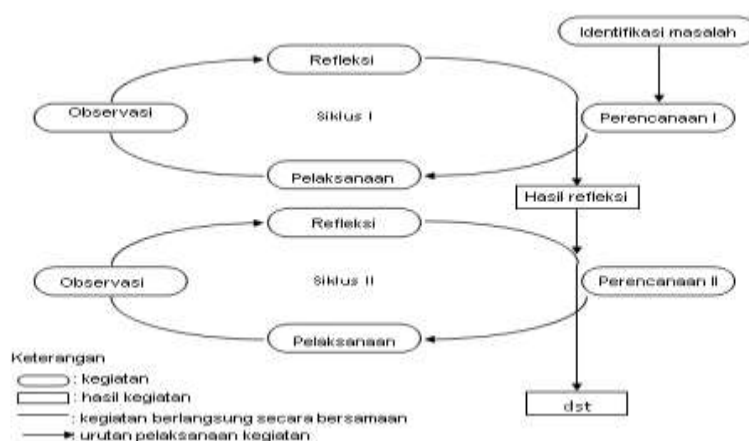 Identifikasi masalah
Refleksi
Observasi
Siklus I
Perencanaan I
Pelaksanaan
Hasil refleksi
Refleksi
Observasi
Siklus II
Perencanaan II
Pelaksanaan
Keterangan
: kegiatan
: hasil kegiatan
: kegiatan berlangsung secara bersamaan
: urutan pelaksanaan kegiatan
dst